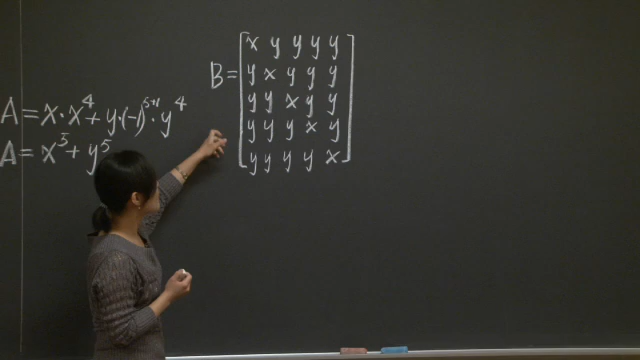 A = x·x⁴ + y·(-1)⁵⁺¹·y⁴
A = x⁵ + y⁵
B = [x y y y y
y x y y y
y y x y y
y y y x y
y y y y x]